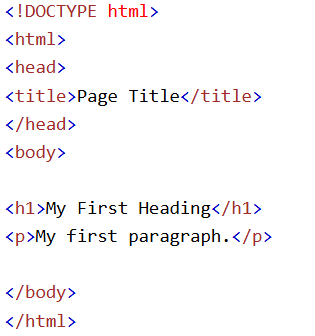 <!DOCTYPE html>
<html>
<head>
<title>Page Title</title>
</head>
<body>
<h1>My First Heading</h1>
<p>My first paragraph.</p>
</body>
</html>